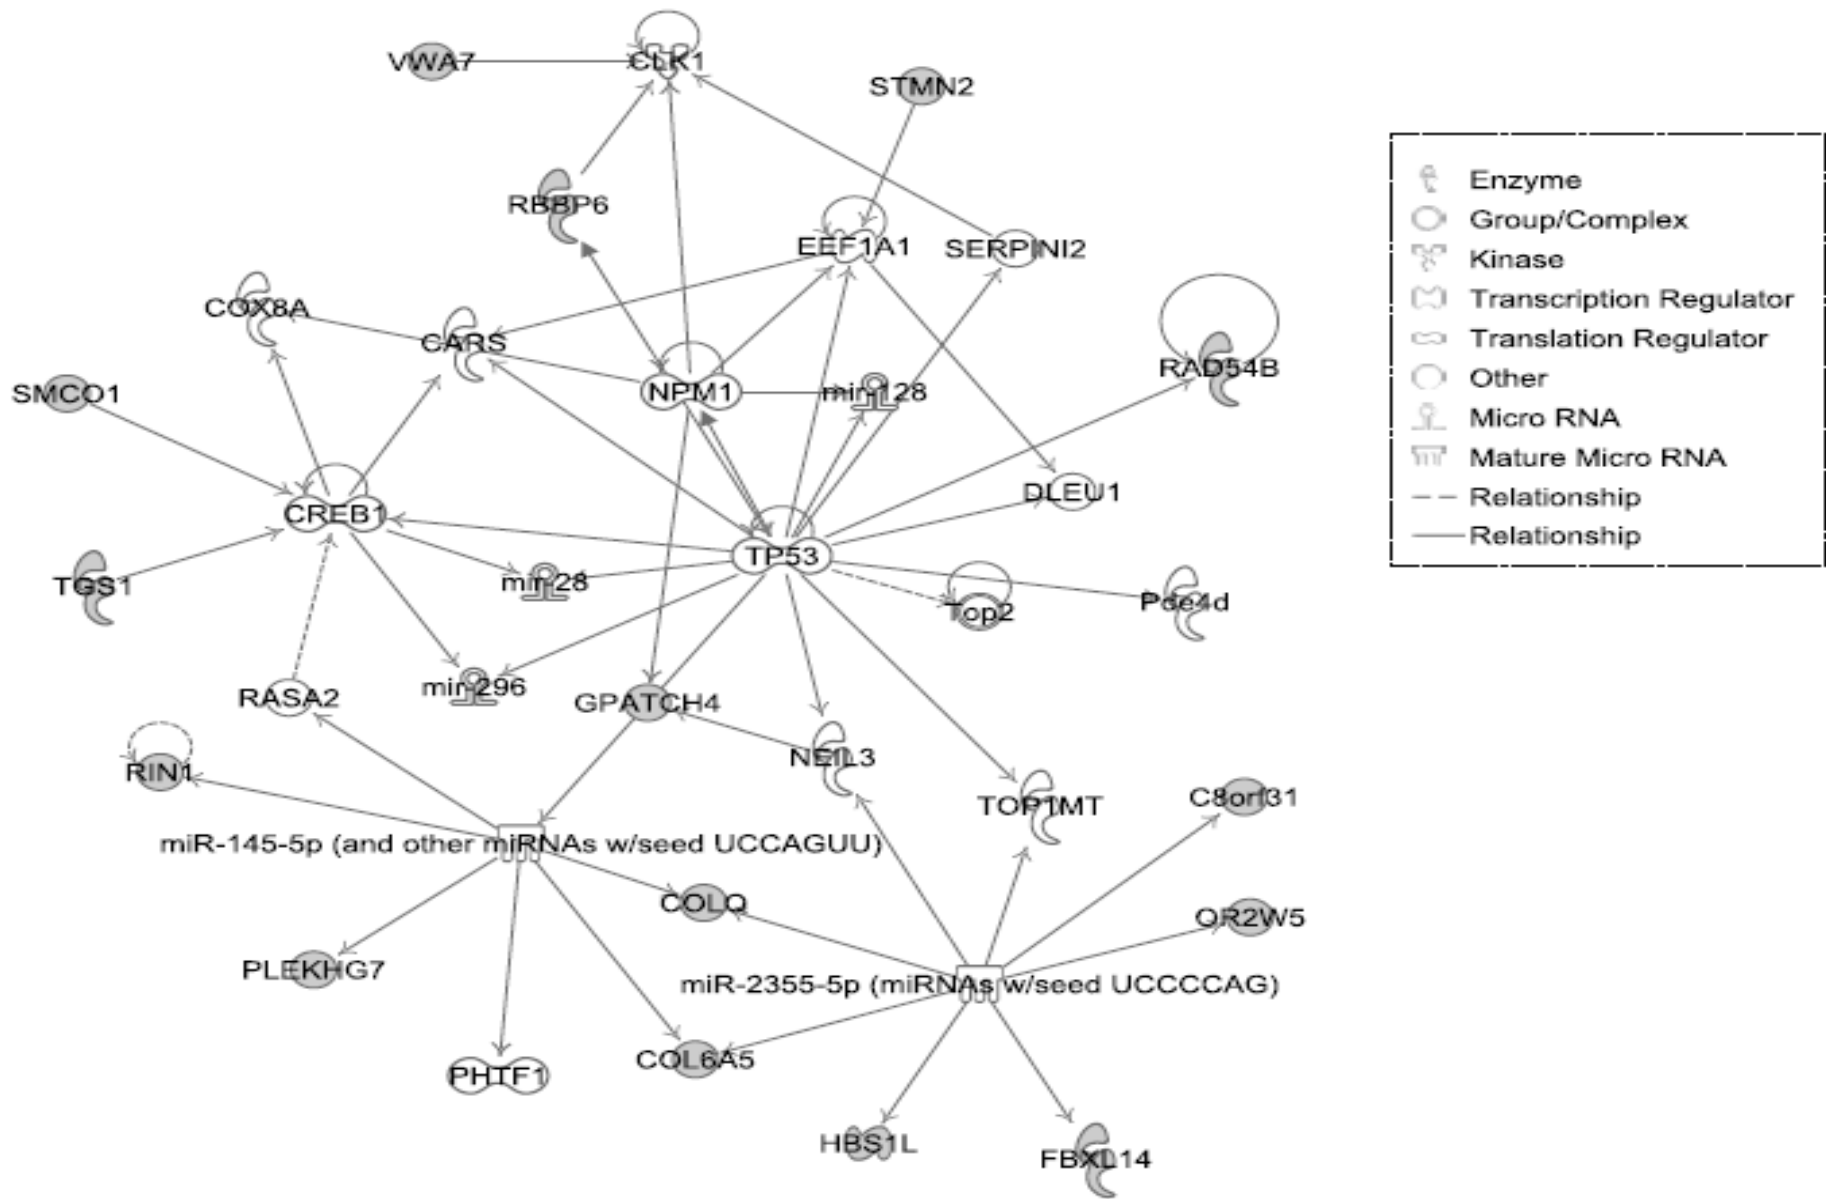 VWA7
CLK1
STMN2
RBBP6
EEF1A1
SERPINI2
COX8A
CARS
RAD54B
SMCO1
NPM1
mir-128
CREB1
DLEU1
TP53
TGS1
mir-28
Top2
Pde4d
RASA2
mir-296
GPATCH4
NEIL3
RIN1
TOP1MT
C8orf31
miR-145-5p (and other miRNAs w/seed UCCAGUU)
COLQ
OR2W5
PLEKHG7
miR-2355-5p (miRNAs w/seed UCCCCAG)
PHTF1
COL6A5
HBS1L
FBXL14
Enzyme
Group/Complex
Kinase
Transcription Regulator
Translation Regulator
Other
Micro RNA
Mature Micro RNA
Relationship
Relationship